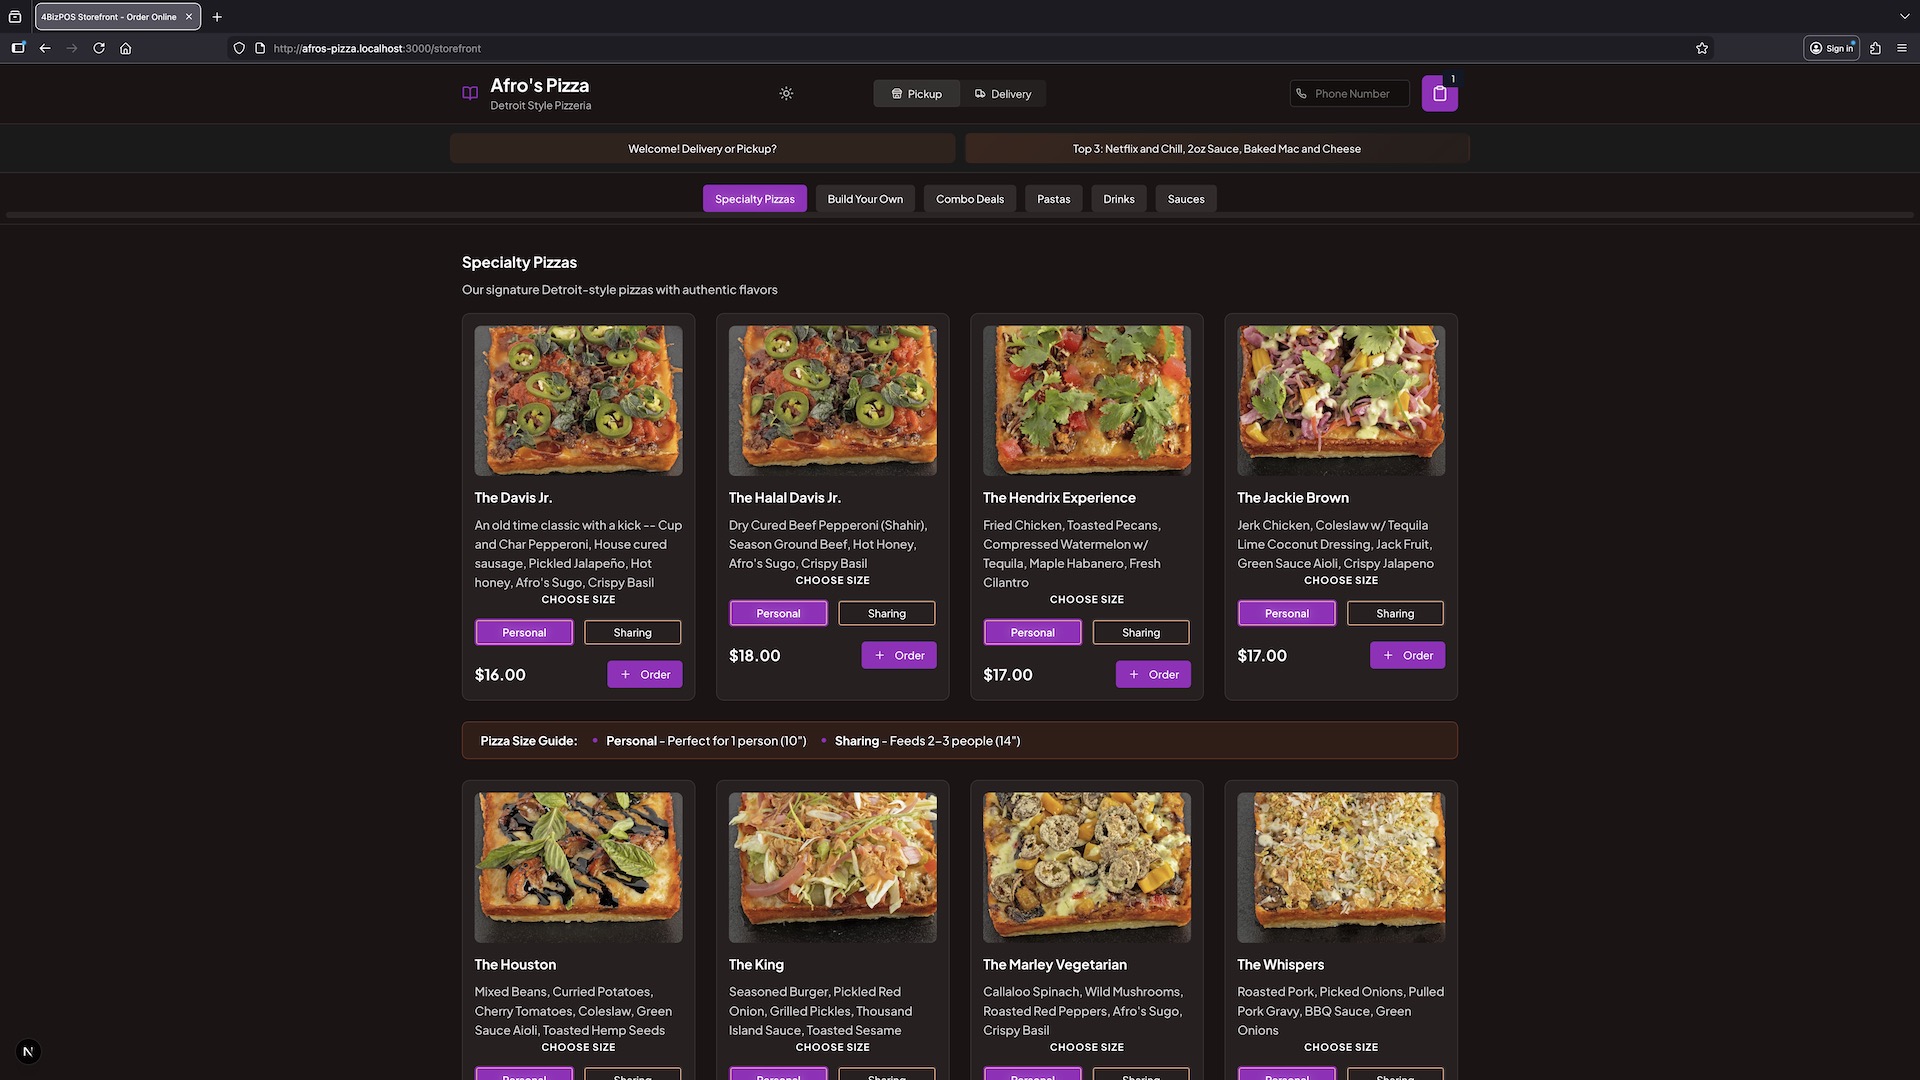 4BizPOS Storefront - Order Online
http://afros-pizza.localhost:3000/storefront
Sign in
Afro's Pizza
Detroit Style Pizzeria
Pickup
Delivery
Phone Number
1
Welcome! Delivery or Pickup?
Top 3: Netflix and Chill, 2oz Sauce, Baked Mac and Cheese
Specialty Pizzas
Build Your Own
Combo Deals
Pastas
Drinks
Sauces
Specialty Pizzas
Our signature Detroit-style pizzas with authentic flavors
The Davis Jr.
An old time classic with a kick -- Cup
and Char Pepperoni, House cured
sausage, Pickled Jalapeño, Hot
honey, Afro's Sugo, Crispy Basil
CHOOSE SIZE
Personal
Sharing
$16.00
+ Order
The Halal Davis Jr.
Dry Cured Beef Pepperoni (Shahir),
Season Ground Beef, Hot Honey,
Afro's Sugo, Crispy Basil
CHOOSE SIZE
Personal
Sharing
$18.00
+ Order
The Hendrix Experience
Fried Chicken, Toasted Pecans,
Compressed Watermelon w/
Tequila, Maple Habanero, Fresh
Cilantro
CHOOSE SIZE
Personal
Sharing
$17.00
+ Order
The Jackie Brown
Jerk Chicken, Coleslaw w/ Tequila
Lime Coconut Dressing, Jack Fruit,
Green Sauce Aioli, Crispy Jalapeno
CHOOSE SIZE
Personal
Sharing
$17.00
+ Order
Pizza Size Guide: • Personal - Perfect for 1 person (10") • Sharing - Feeds 2–3 people (14")
The Houston
Mixed Beans, Curried Potatoes,
Cherry Tomatoes, Coleslaw, Green
Sauce Aioli, Toasted Hemp Seeds
CHOOSE SIZE
Personal
Sharing
The King
Seasoned Burger, Pickled Red
Onion, Grilled Pickles, Thousand
Island Sauce, Toasted Sesame
CHOOSE SIZE
Personal
Sharing
The Marley Vegetarian
Callaloo Spinach, Wild Mushrooms,
Roasted Red Peppers, Afro's Sugo,
Crispy Basil
CHOOSE SIZE
Personal
Sharing
The Whispers
Roasted Pork, Picked Onions, Pulled
Pork Gravy, BBQ Sauce, Green
Onions
CHOOSE SIZE
Personal
Sharing
N